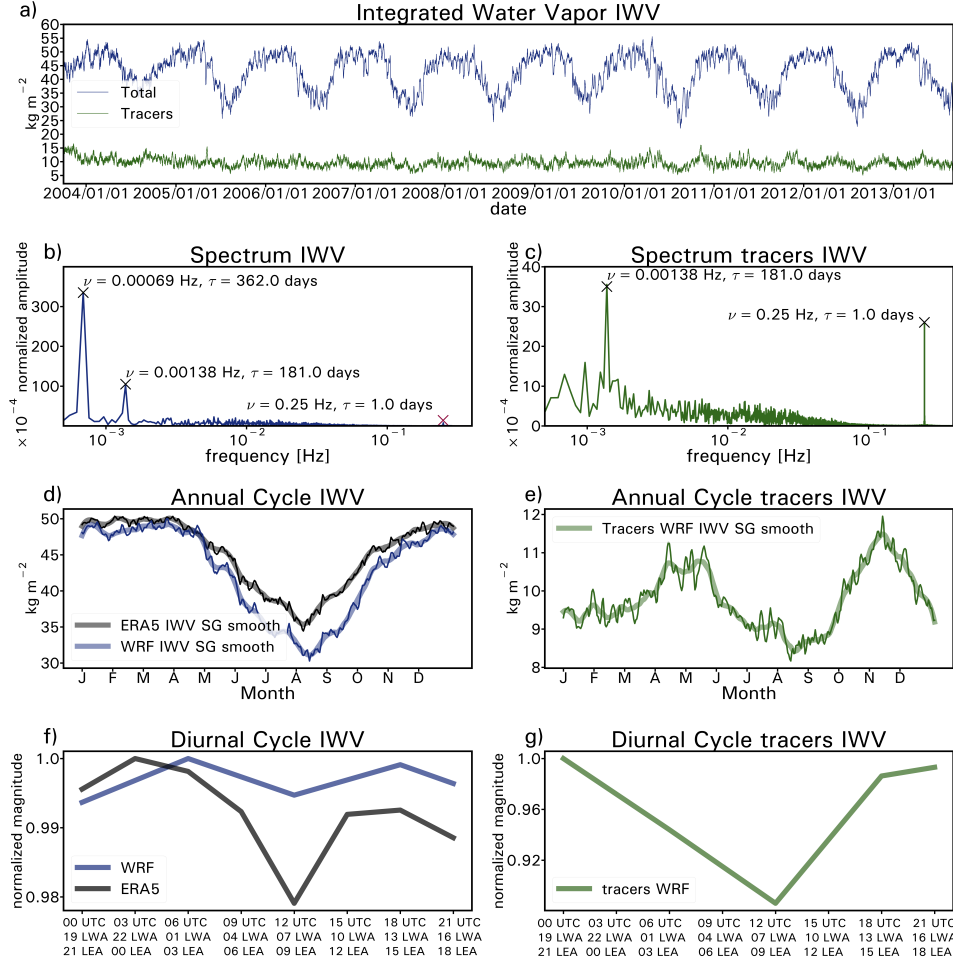 a)
Integrated Water Vapor IWV
60
55
50
45
40
35
30
25
20
15
10
5
kg m⁻²
Total
Tracers
2004/01/01 2005/01/01 2006/01/01 2007/01/01 2008/01/01 2009/01/01 2010/01/01 2011/01/01 2012/01/01 2013/01/01
date
b)
Spectrum IWV
×10⁻⁴ normalized amplitude
300
200
100
ν = 0.00069 Hz, τ = 362.0 days
ν = 0.00138 Hz, τ = 181.0 days
ν = 0.25 Hz, τ = 1.0 days
10⁻³ 10⁻² 10⁻¹
frequency [Hz]
c)
Spectrum tracers IWV
×10⁻⁴ normalized amplitude
40
30
20
10
0
ν = 0.00138 Hz, τ = 181.0 days
ν = 0.25 Hz, τ = 1.0 days
10⁻³ 10⁻² 10⁻¹
frequency [Hz]
d)
Annual Cycle IWV
kg m⁻²
50
45
40
35
30
ERA5 IWV SG smooth
WRF IWV SG smooth
J F M A M J J A S O N D
Month
e)
Annual Cycle tracers IWV
kg m⁻²
12
11
10
9
8
Tracers WRF IWV SG smooth
J F M A M J J A S O N D
Month
f)
Diurnal Cycle IWV
normalized magnitude
1.0
0.99
0.98
WRF
ERA5
00 UTC 03 UTC 06 UTC 09 UTC 12 UTC 15 UTC 18 UTC 21 UTC
19 LWA 22 LWA 01 LWA 04 LWA 07 LWA 10 LWA 13 LWA 16 LWA
21 LEA 00 LEA 03 LEA 06 LEA 09 LEA 12 LEA 15 LEA 18 LEA
g)
Diurnal Cycle tracers IWV
normalized magnitude
1.0
0.96
0.92
tracers WRF
00 UTC 03 UTC 06 UTC 09 UTC 12 UTC 15 UTC 18 UTC 21 UTC
19 LWA 22 LWA 01 LWA 04 LWA 07 LWA 10 LWA 13 LWA 16 LWA
21 LEA 00 LEA 03 LEA 06 LEA 09 LEA 12 LEA 15 LEA 18 LEA